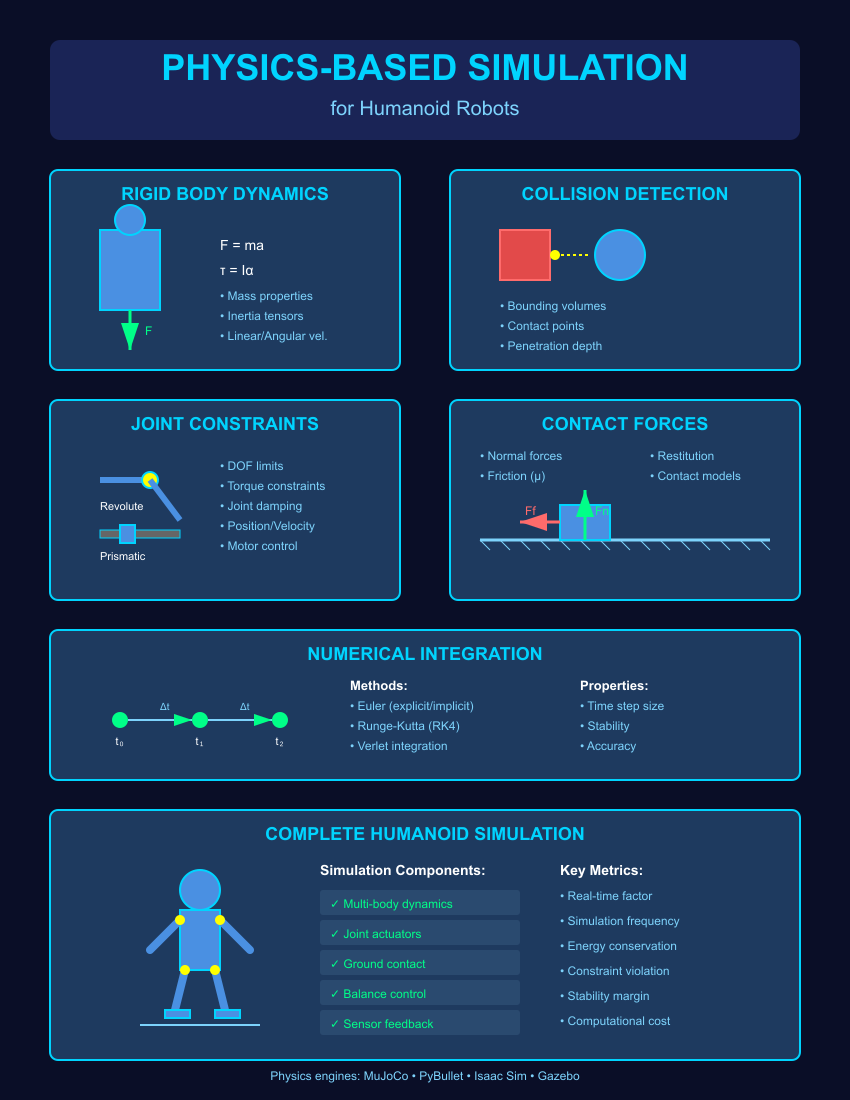 PHYSICS-BASED SIMULATION
for Humanoid Robots
RIGID BODY DYNAMICS
F = ma
τ = Iα
• Mass properties
• Inertia tensors
• Linear/Angular vel.
F
COLLISION DETECTION
• Bounding volumes
• Contact points
• Penetration depth
JOINT CONSTRAINTS
Revolute
Prismatic
• DOF limits
• Torque constraints
• Joint damping
• Position/Velocity
• Motor control
CONTACT FORCES
• Normal forces
• Friction (μ)
• Restitution
• Contact models
Ff
Fn
NUMERICAL INTEGRATION
Δt
Δt
t₀
t₁
t₂
Methods:
• Euler (explicit/implicit)
• Runge-Kutta (RK4)
• Verlet integration
Properties:
• Time step size
• Stability
• Accuracy
COMPLETE HUMANOID SIMULATION
Simulation Components:
✓ Multi-body dynamics
✓ Joint actuators
✓ Ground contact
✓ Balance control
✓ Sensor feedback
Key Metrics:
• Real-time factor
• Simulation frequency
• Energy conservation
• Constraint violation
• Stability margin
• Computational cost
Physics engines: MuJoCo • PyBullet • Isaac Sim • Gazebo